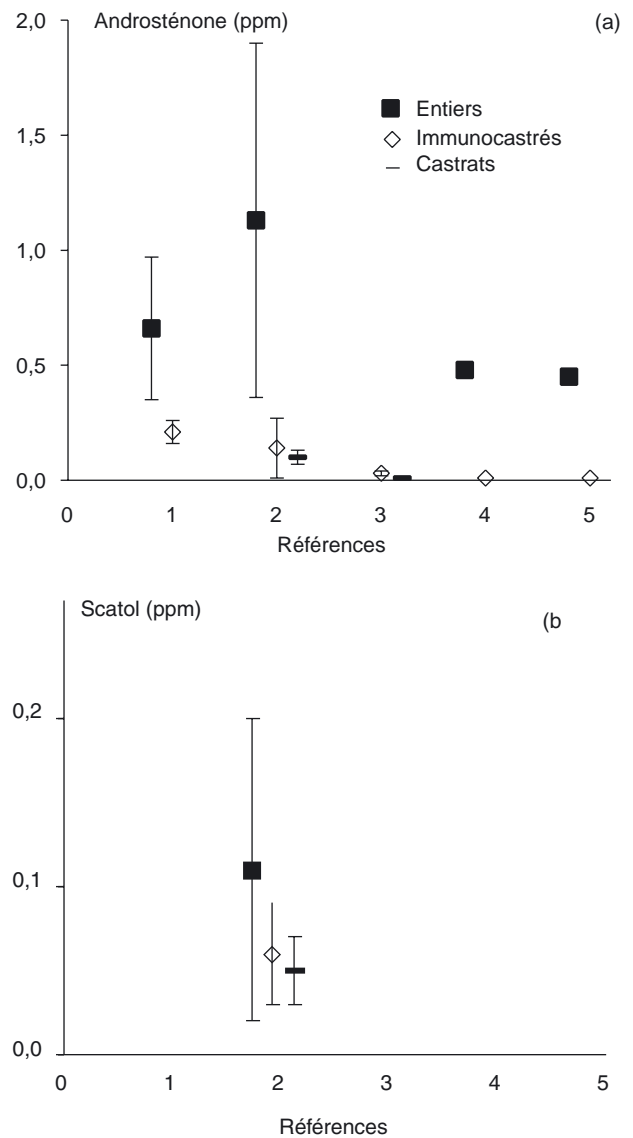 2,0
Androsténone (ppm)
(a)
Entiers
Immunocastrés
Castrats
1,5
1,0
0,5
0,0
0 1 2 3 4 5
Références
Scatol (ppm)
(b
0,2
0,1
0,0
0 1 2 3 4 5
Références